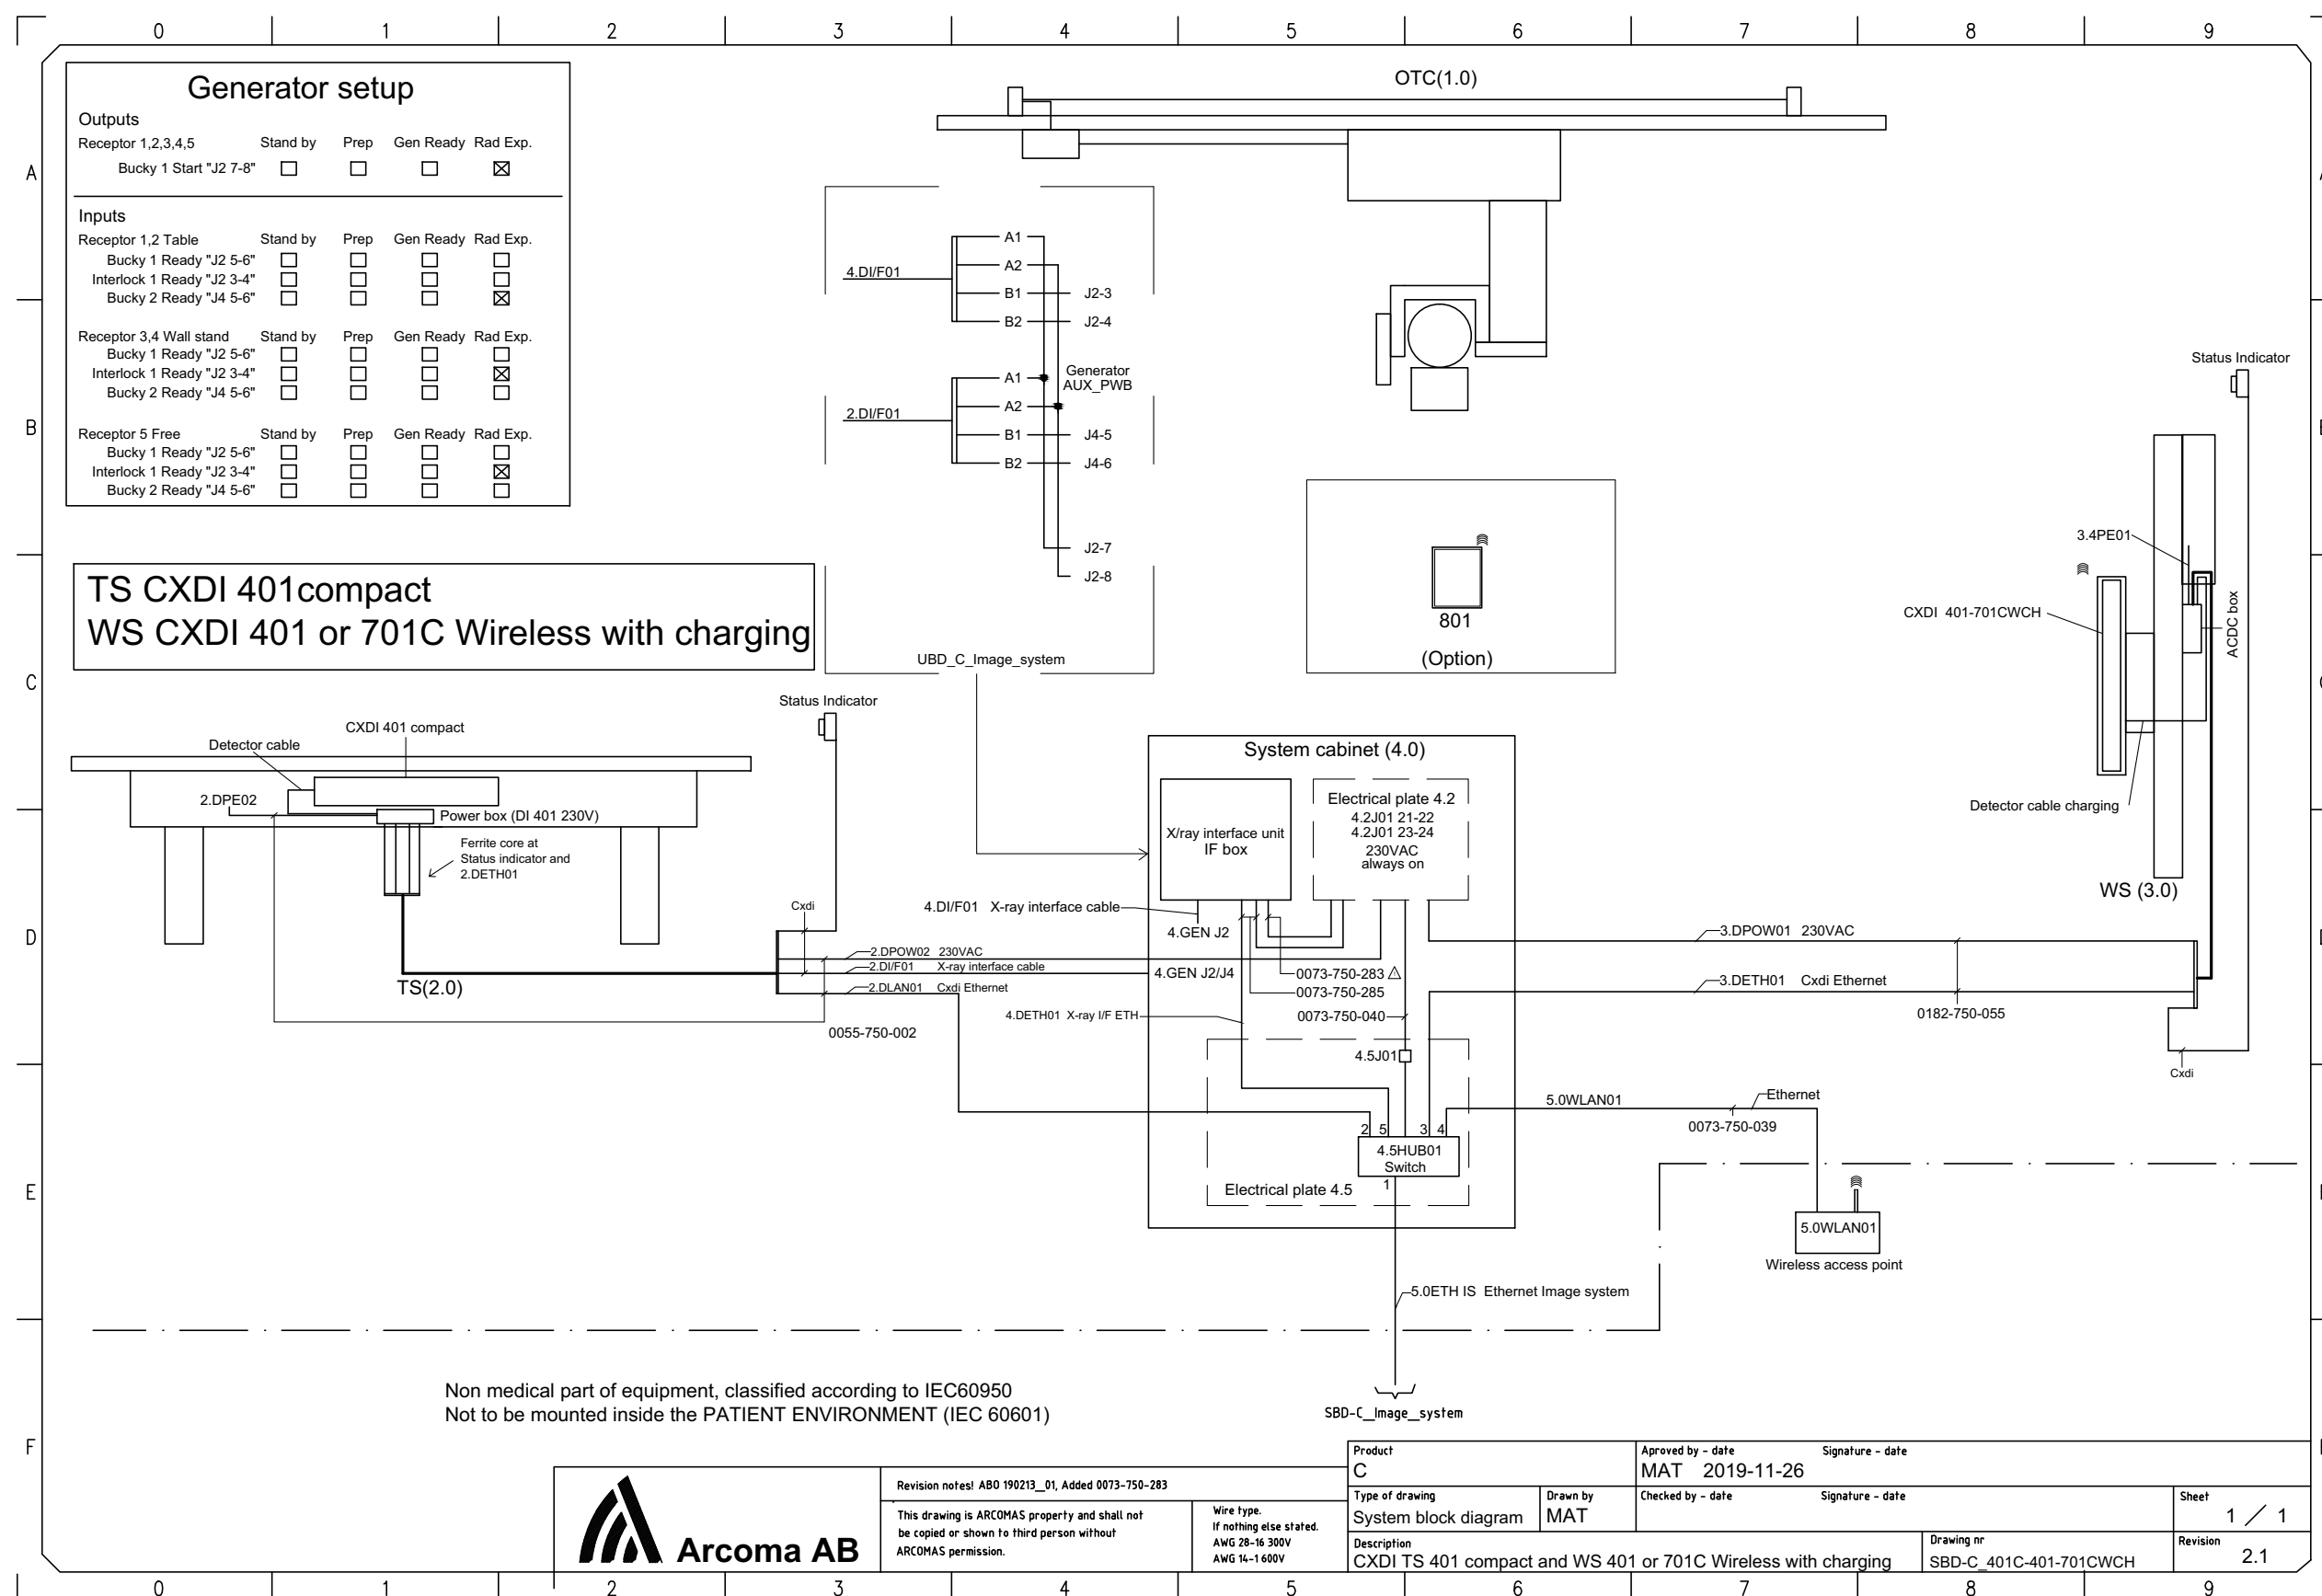 0 1 2 3 4 5 6 7 8 9
A
B
C
D
E
F
Generator setup
Outputs
Receptor 1,2,3,4,5 Stand by Prep Gen Ready Rad Exp.
Bucky 1 Start "J2 7-8"
Inputs
Receptor 1,2 Table Stand by Prep Gen Ready Rad Exp.
Bucky 1 Ready "J2 5-6"
Interlock 1 Ready "J2 3-4"
Bucky 2 Ready "J4 5-6"
Receptor 3,4 Wall stand Stand by Prep Gen Ready Rad Exp.
Bucky 1 Ready "J2 5-6"
Interlock 1 Ready "J2 3-4"
Bucky 2 Ready "J4 5-6"
Receptor 5 Free Stand by Prep Gen Ready Rad Exp.
Bucky 1 Ready "J2 5-6"
Interlock 1 Ready "J2 3-4"
Bucky 2 Ready "J4 5-6"
TS CXDI 401compact
WS CXDI 401 or 701C Wireless with charging
OTC(1.0)
4.DI/F01
A1
A2
B1 J2-3
B2 J2-4
2.DI/F01
A1
A2
B1 J4-5
B2 J4-6
Generator
AUX_PWB
J2-7
J2-8
UBD_C_Image_system
801
(Option)
Status Indicator
3.4PE01
CXDI 401-701CWCH
ACDC box
Detector cable charging
WS (3.0)
Status Indicator
CXDI 401 compact
Detector cable
2.DPE02
Power box (DI 401 230V)
Ferrite core at
Status indicator and
2.DETH01
TS(2.0)
Cxdi
2.DPOW02 230VAC
2.DI/F01 X-ray interface cable
2.DLAN01 Cxdi Ethernet
0055-750-002
System cabinet (4.0)
X/ray interface unit
IF box
Electrical plate 4.2
4.2J01 21-22
4.2J01 23-24
230VAC
always on
4.DI/F01 X-ray interface cable
4.GEN J2
4.GEN J2/J4
0073-750-283
0073-750-285
4.DETH01 X-ray I/F ETH
0073-750-040
4.5J01
2 5 3 4
4.5HUB01
Switch
1
Electrical plate 4.5
3.DPOW01 230VAC
3.DETH01 Cxdi Ethernet
0182-750-055
Cxdi
5.0WLAN01
Ethernet
0073-750-039
5.0WLAN01
Wireless access point
5.0ETH IS Ethernet Image system
SBD-C_Image_system
Non medical part of equipment, classified according to IEC60950
Not to be mounted inside the PATIENT ENVIRONMENT (IEC 60601)
Arcoma AB
Revision notes! ABO 190213_01, Added 0073-750-283
This drawing is ARCOMAS property and shall not
be copied or shown to third person without
ARCOMAS permission.
Wire type.
If nothing else stated.
AWG 28-16 300V
AWG 14-1 600V
Product
C
Aproved by - date Signature - date
MAT 2019-11-26
Type of drawing
System block diagram
Drawn by
MAT
Checked by - date Signature - date
Sheet
1 / 1
Description
CXDI TS 401 compact and WS 401 or 701C Wireless with charging
Drawing nr
SBD-C_401C-401-701CWCH
Revision
2.1
0 1 2 3 4 5 6 7 8 9